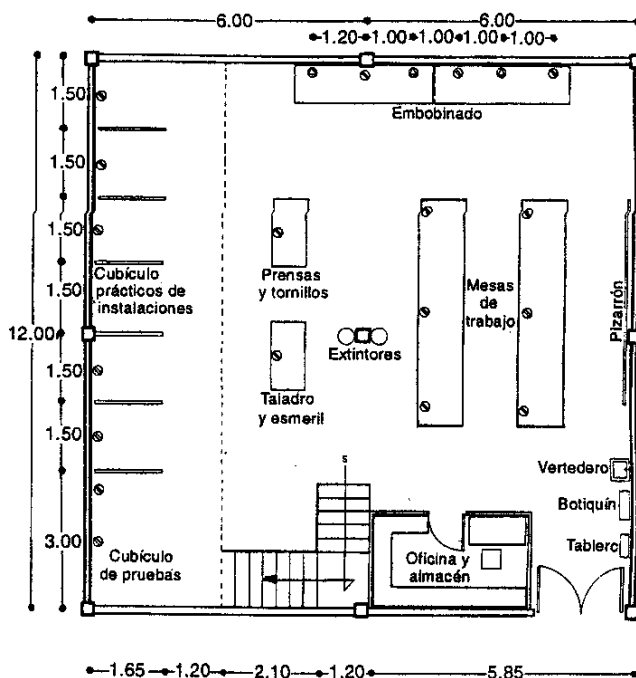 6.00
6.00
1.20
1.00
1.00
1.00
1.00
1.50
Embobinado
1.50
1.50
Cubículo
prácticos de
instalaciones
1.50
Prensas
y tornillos
Mesas
de
trabajo
Pizarrón
12.00
Extintores
1.50
Taladro
y esmeril
1.50
s
Vertedero
Botiquín
3.00
Cubículo
de pruebas
Oficina y
almacén
Tablero
1.65
1.20
2.10
1.20
5.85